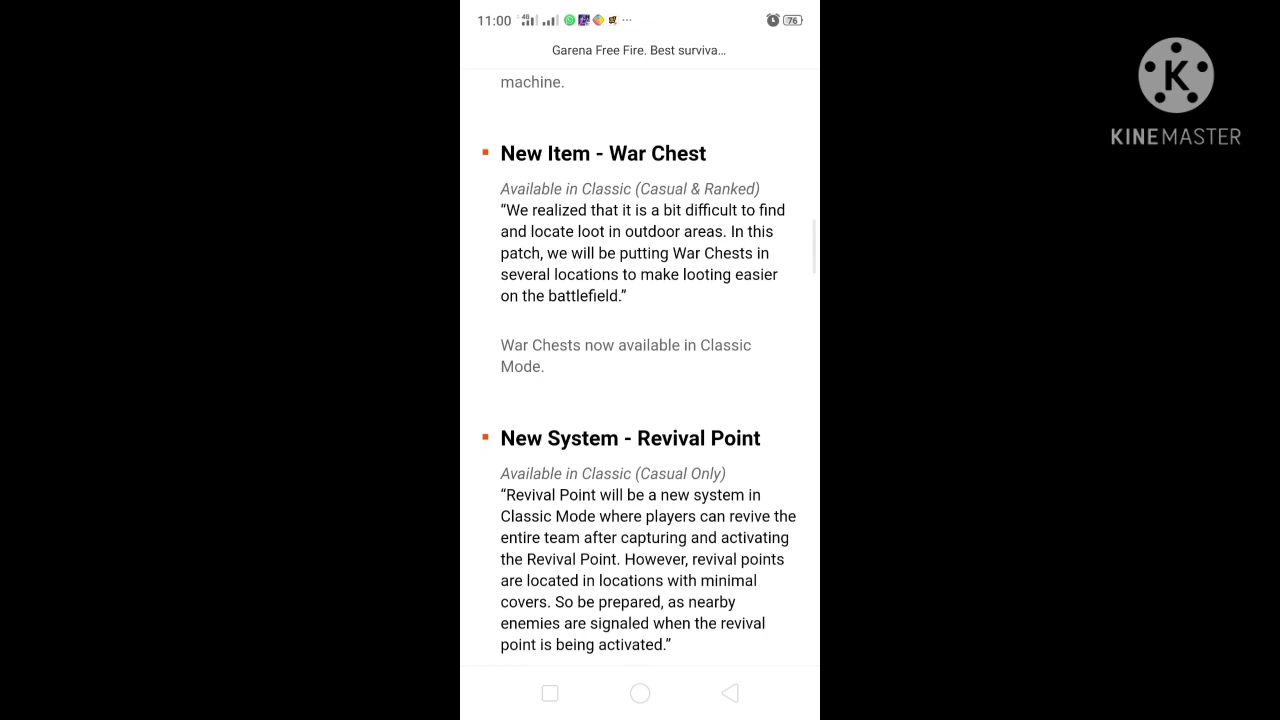 11:00
76
Garena Free Fire. Best surviva...
machine.
KINEMASTER
New Item - War Chest
Available in Classic (Casual & Ranked)
“We realized that it is a bit difficult to find
and locate loot in outdoor areas. In this
patch, we will be putting War Chests in
several locations to make looting easier
on the battlefield.”
War Chests now available in Classic
Mode.
New System - Revival Point
Available in Classic (Casual Only)
“Revival Point will be a new system in
Classic Mode where players can revive the
entire team after capturing and activating
the Revival Point. However, revival points
are located in locations with minimal
covers. So be prepared, as nearby
enemies are signaled when the revival
point is being activated.”